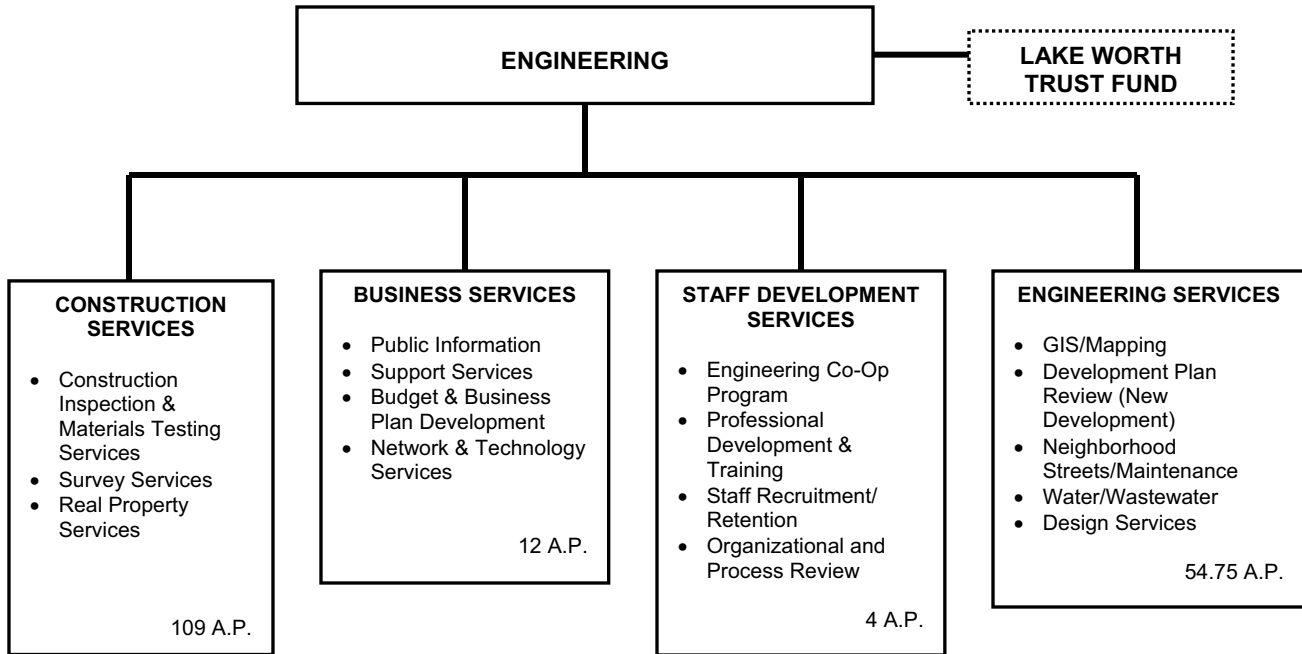 ENGINEERING
LAKE WORTH
TRUST FUND
CONSTRUCTION
SERVICES
• Construction
Inspection &
Materials Testing
Services
• Survey Services
• Real Property
Services
109 A.P.
BUSINESS SERVICES
• Public Information
• Support Services
• Budget & Business
Plan Development
• Network & Technology
Services
12 A.P.
STAFF DEVELOPMENT
SERVICES
• Engineering Co-Op
Program
• Professional
Development &
Training
• Staff Recruitment/
Retention
• Organizational and
Process Review
4 A.P.
ENGINEERING SERVICES
• GIS/Mapping
• Development Plan
Review (New
Development)
• Neighborhood
Streets/Maintenance
• Water/Wastewater
• Design Services
54.75 A.P.